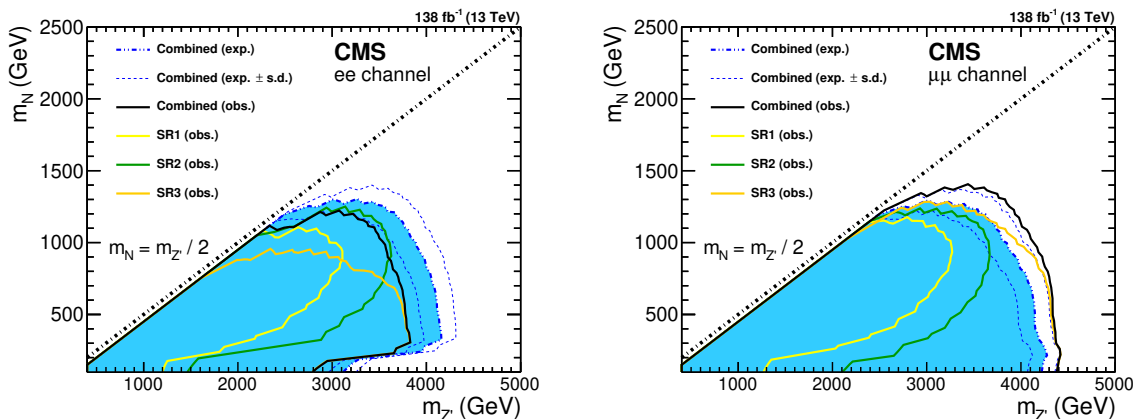 138 fb⁻¹ (13 TeV)
m_N (GeV)
2500
2000
1500
1000
500
Combined (exp.)
Combined (exp. ± s.d.)
Combined (obs.)
SR1 (obs.)
SR2 (obs.)
SR3 (obs.)
CMS
ee channel
m_N = m_Z' / 2
1000 2000 3000 4000 5000
m_Z' (GeV)
138 fb⁻¹ (13 TeV)
m_N (GeV)
2500
2000
1500
1000
500
Combined (exp.)
Combined (exp. ± s.d.)
Combined (obs.)
SR1 (obs.)
SR2 (obs.)
SR3 (obs.)
CMS
μμ channel
m_N = m_Z' / 2
1000 2000 3000 4000 5000
m_Z' (GeV)